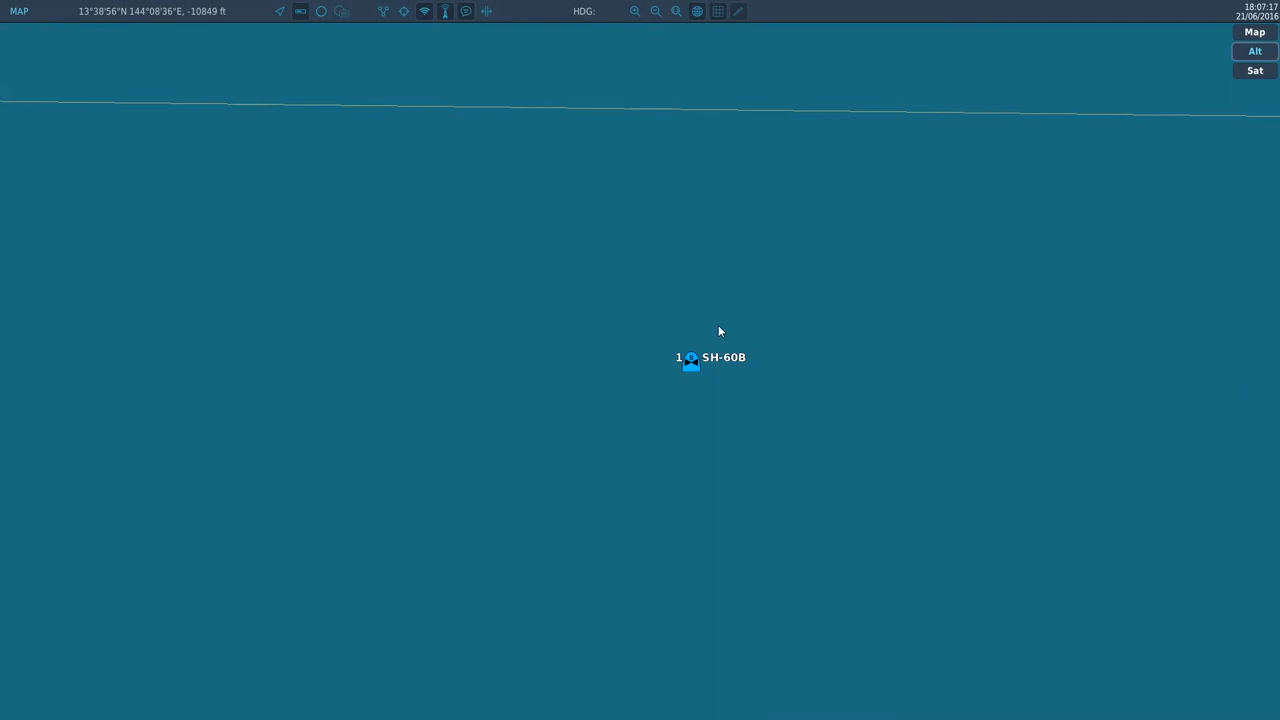 MAP 13°38'56"N 144°08'36"E, -10849 ft HDG: 18:07:17
21/06/2016
Map
Alt
Sat
1 SH-60B